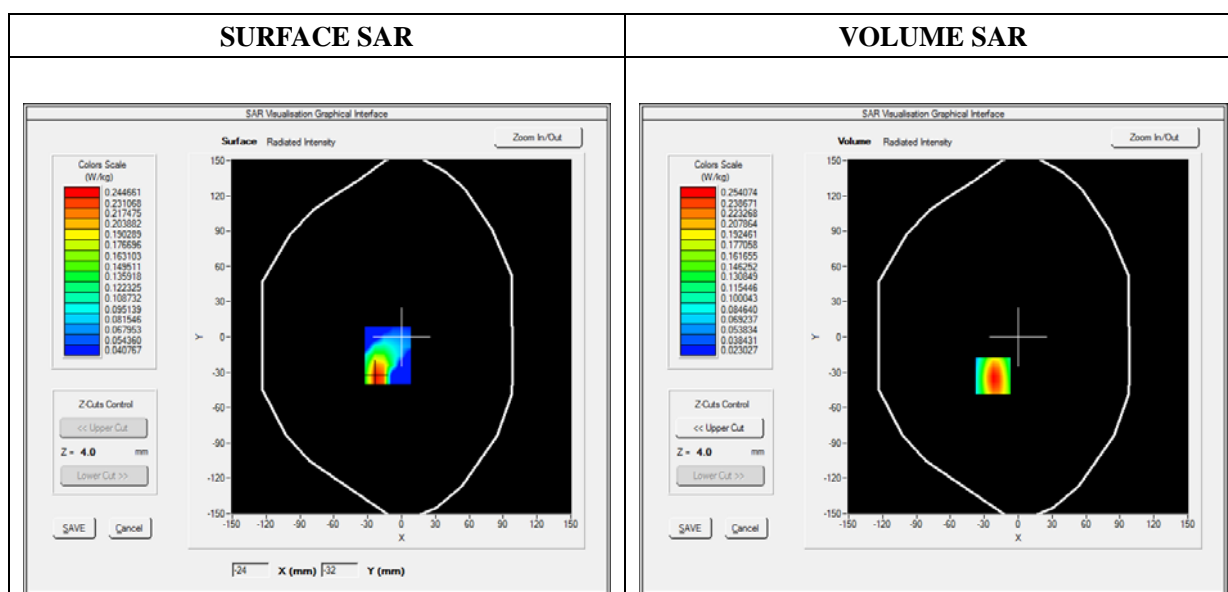 SURFACE SAR
VOLUME SAR
SAR Visualisation Graphical Interface
Surface Radiated Intensity
Zoom In/Out
Colors Scale
(W/kg)
0.244661
0.231068
0.217475
0.203882
0.190289
0.176696
0.163103
0.149511
0.135918
0.122325
0.108732
0.095139
0.081546
0.067953
0.054360
0.040767
150
120
90
60
30
Y 0
-30
-60
-90
-120
-150
-150 -120 -90 -60 -30 0 30 60 90 120 150
X
Z-Cuts Control
<< Upper Cut
Z = 4.0 mm
Lower Cut >>
SAVE Cancel
-24 X (mm) -32 Y (mm)
SAR Visualisation Graphical Interface
Volume Radiated Intensity
Zoom In/Out
Colors Scale
(W/kg)
0.254074
0.238671
0.223268
0.207864
0.192461
0.177058
0.161655
0.146252
0.130849
0.115446
0.100043
0.084640
0.069237
0.053834
0.038431
0.023027
150
120
90
60
30
Y 0
-30
-60
-90
-120
-150
-150 -120 -90 -60 -30 0 30 60 90 120 150
X
Z-Cuts Control
<< Upper Cut
Z = 4.0 mm
Lower Cut >>
SAVE Cancel